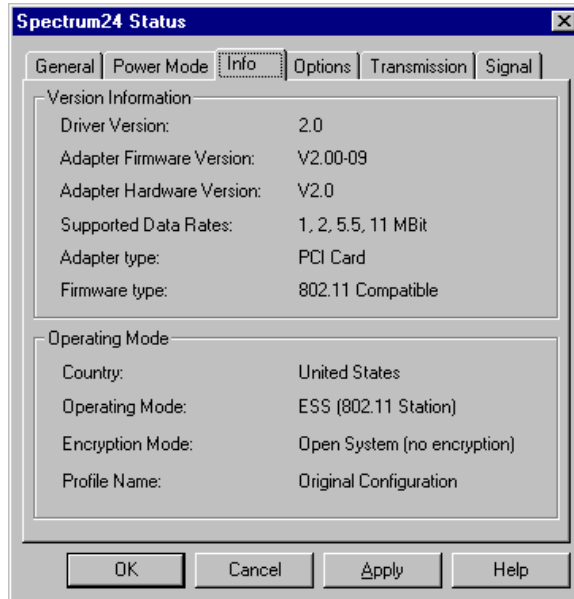 Spectrum24 Status
General Power Mode Info Options Transmission Signal
Version Information
Driver Version: 2.0
Adapter Firmware Version: V2.00-09
Adapter Hardware Version: V2.0
Supported Data Rates: 1, 2, 5.5, 11 MBit
Adapter type: PCI Card
Firmware type: 802.11 Compatible
Operating Mode
Country: United States
Operating Mode: ESS (802.11 Station)
Encryption Mode: Open System (no encryption)
Profile Name: Original Configuration
OK Cancel Apply Help